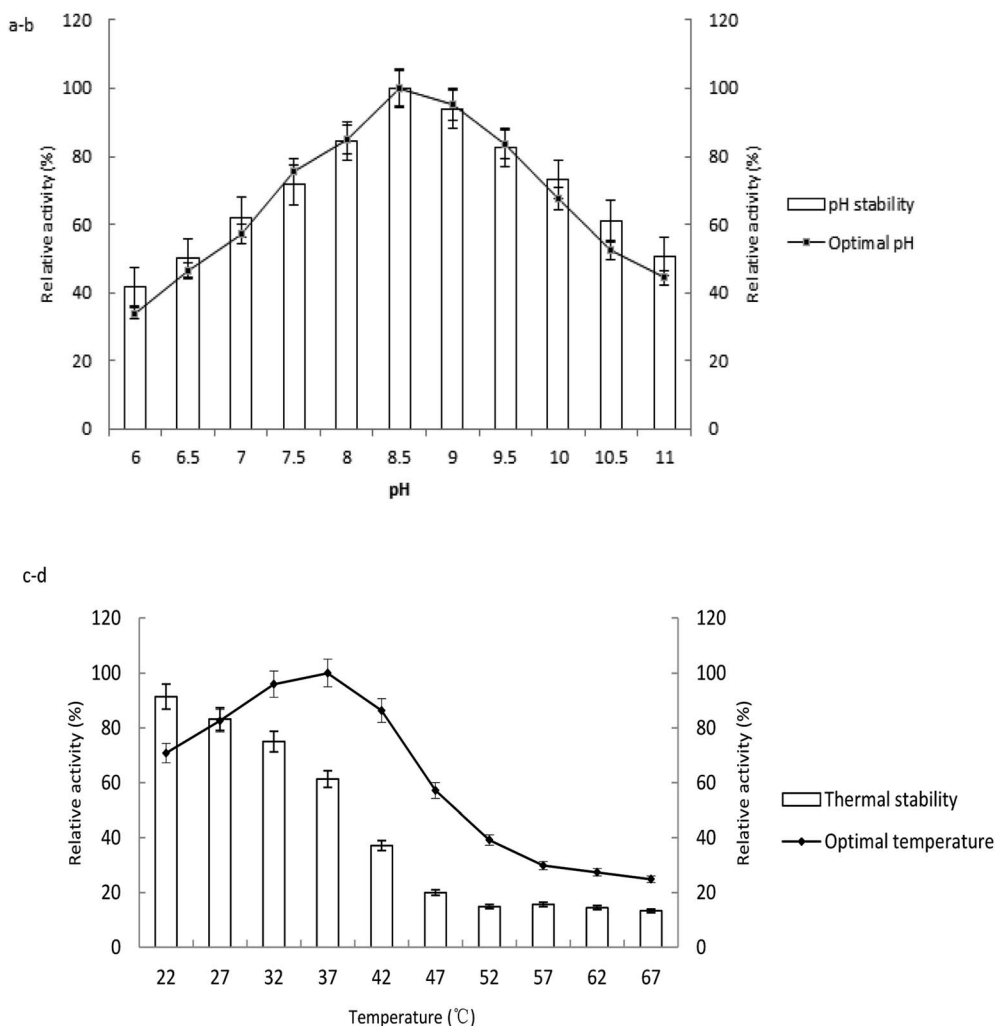 a-b
120 100 80 60 40 20 0
Relative activity (%)
120 100 80 60 40 20 0
Relative activity (%)
6 6.5 7 7.5 8 8.5 9 9.5 10 10.5 11
pH
pH stability
Optimal pH
c-d
120 100 80 60 40 20 0
Relative activity (%)
120 100 80 60 40 20 0
Relative activity (%)
22 27 32 37 42 47 52 57 62 67
Temperature (℃)
Thermal stability
Optimal temperature